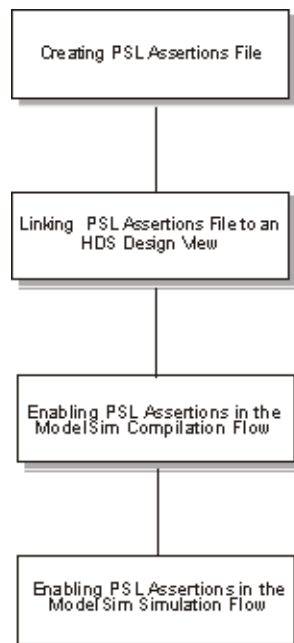 Creating PSL Assertions File
Linking PSL Assertions File to an
HDS Design View
Enabling PSL Assertions in the
ModelSim Compilation Flow
Enabling PSL Assertions in the
ModelSim Simulation Flow